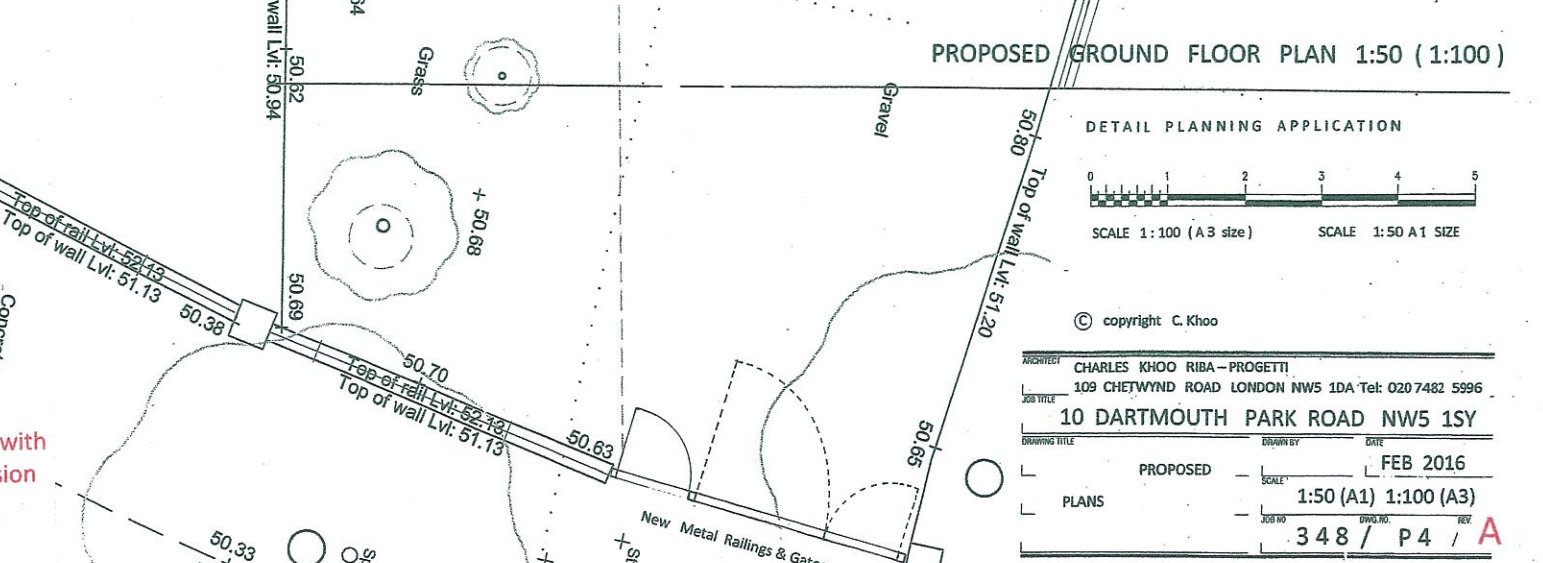 PROPOSED GROUND FLOOR PLAN 1:50 ( 1:100 )
DETAIL PLANNING APPLICATION
0 1 2 3 4 5
SCALE 1 : 100 ( A 3 size) SCALE 1: 50 A 1 SIZE
© copyright C. Khoo
ARCHITECT
CHARLES KHOO RIBA – PROGETTI
109 CHETWYND ROAD LONDON NW5 1DA Tel: 020 7482 5996
JOB TITLE
10 DARTMOUTH PARK ROAD NW5 1SY
DRAWING TITLE
PROPOSED
PLANS
DRAWN BY
DATE
FEB 2016
SCALE
1:50 (A1) 1:100 (A3)
JOB NO DWG.NO. REV.
348 / P4 / A
wall Lvl: 50.94
50.62
Grass
Gravel
50.80
Top of wall Lvl: 51.20
50.65
+ 50.68
50.69
Top of rail Lvl: 52.13
Top of wall Lvl: 51.13
50.38
50.70
Top of rail Lvl: 52.13
Top of wall Lvl: 51.13
50.63
New Metal Railings &
50.33
with